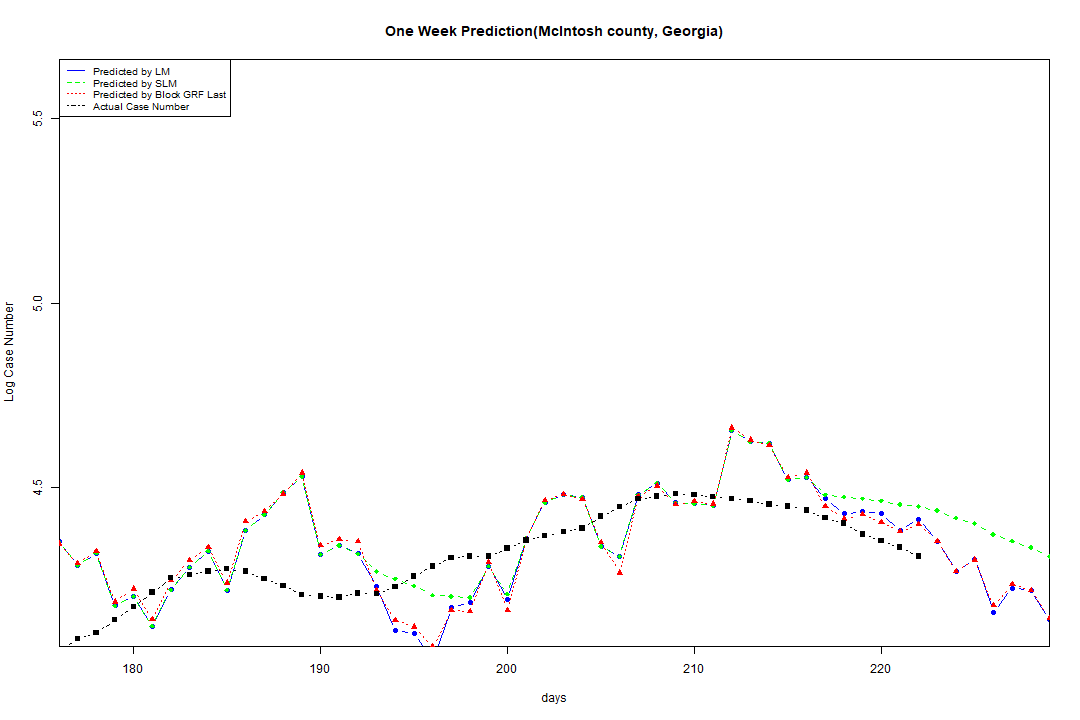 One Week Prediction(McIntosh county, Georgia)
Predicted by LM
Predicted by SLM
Predicted by Block GRF Last
Actual Case Number
5.5
5.0
4.5
Log Case Number
180 190 200 210 220
days